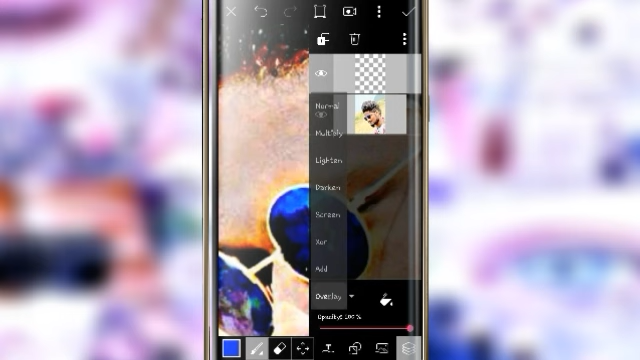 Normal
Multiply
Lighten
Darken
Screen
Xor
Add
Overlay
Opacity: 100 %